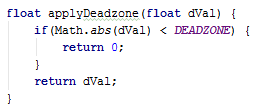 float applyDeadzone(float dVal) {
    if(Math.abs(dVal) < DEADZONE) {
        return 0;
    }
    return dVal;
}